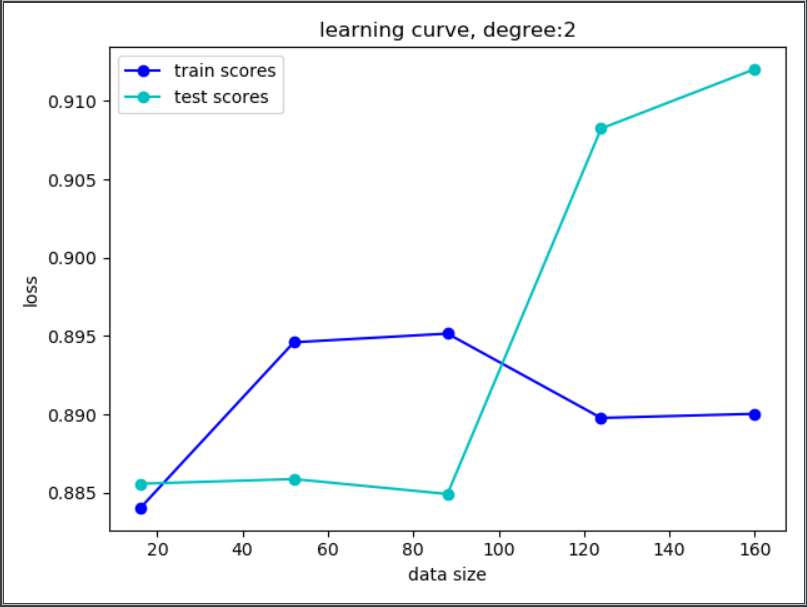 learning curve, degree:2
train scores
test scores
0.910
0.905
0.900
0.895
0.890
0.885
loss
20 40 60 80 100 120 140 160
data size